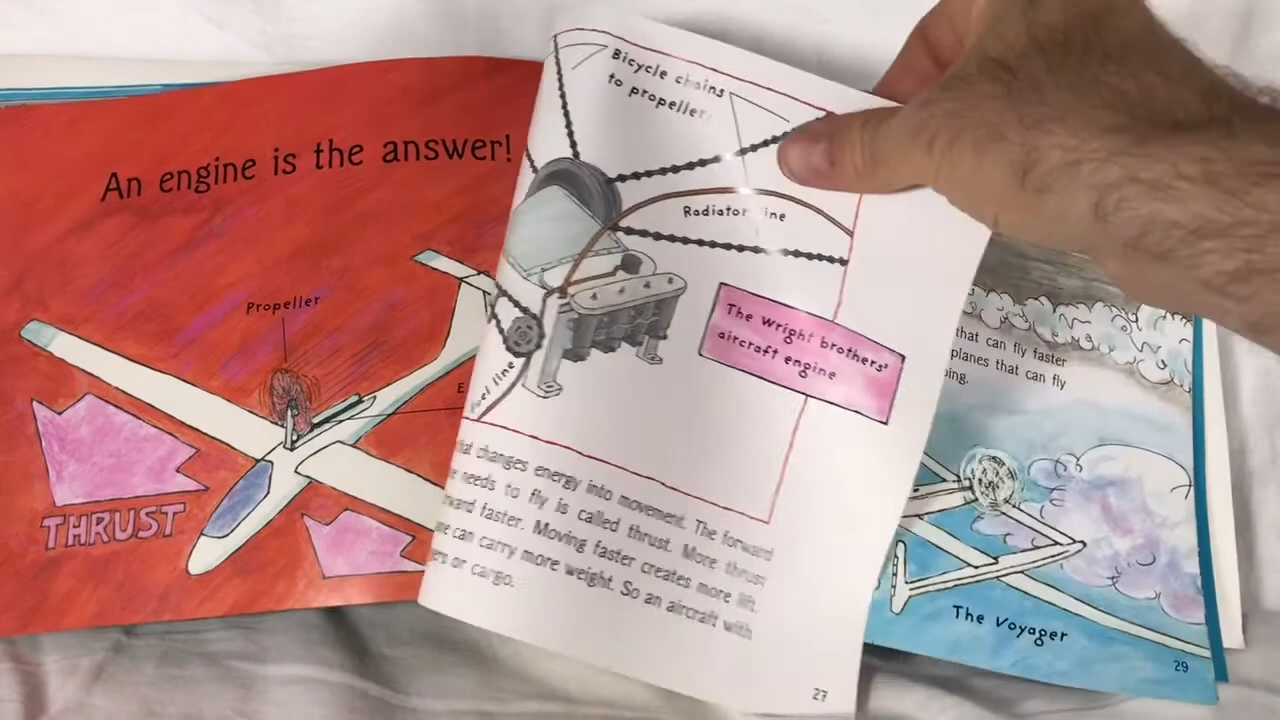 An engine is the answer!
Propeller
E
THRUST
Bicycle chains
to propeller
Radiator line
Fuel line
The Wright brothers'
aircraft engine
that changes energy into movement. The forward
needs to fly is called thrust. More thrust
faster. Moving faster creates more lift.
can carry more weight. So an aircraft with
or cargo.
27
that can fly faster
planes that can fly
The Voyager
29